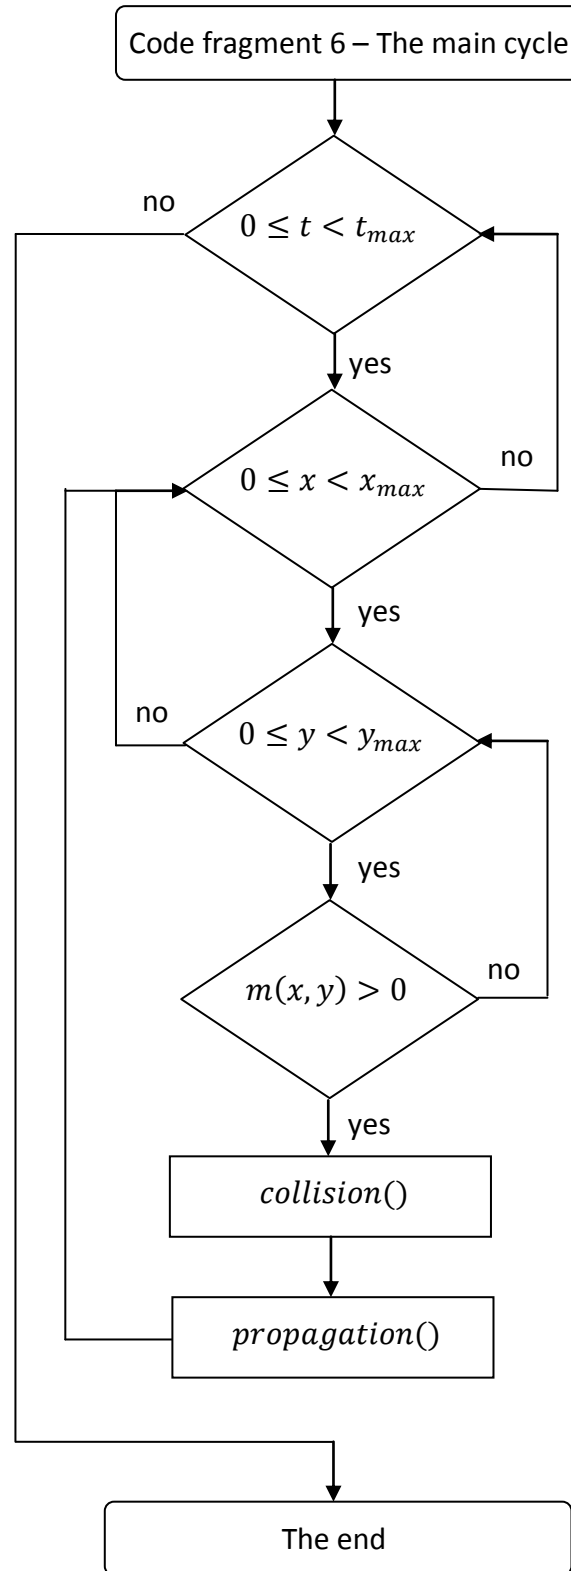 Code fragment 6 – The main cycle
no
0 ≤ t < t_max
yes
0 ≤ x < x_max
no
yes
no
0 ≤ y < y_max
yes
m(x, y) > 0
no
yes
collision()
propagation()
The end